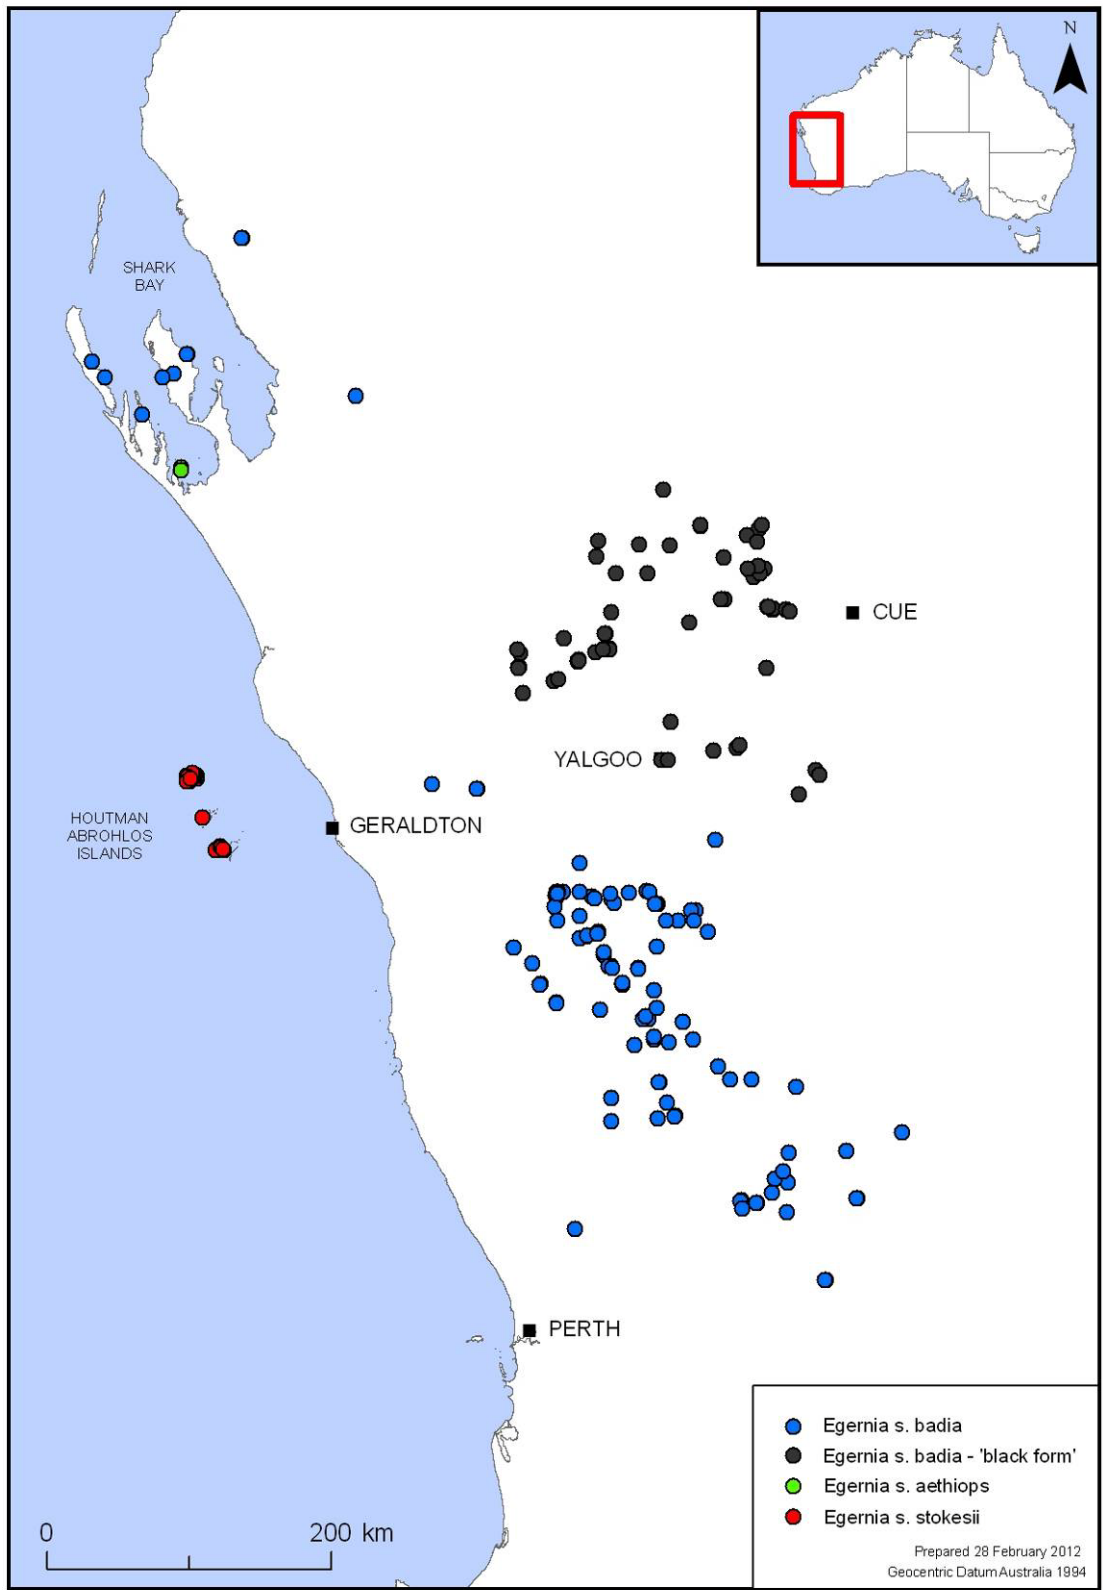 N
SHARK
BAY
CUE
YALGOO
HOUTMAN
ABROHLOS
ISLANDS
GERALDTON
PERTH
Egernia s. badia
Egernia s. badia - 'black form'
Egernia s. aethiops
Egernia s. stokesii
0 200 km
Prepared 28 February 2012
Geocentric Datum Australia 1994